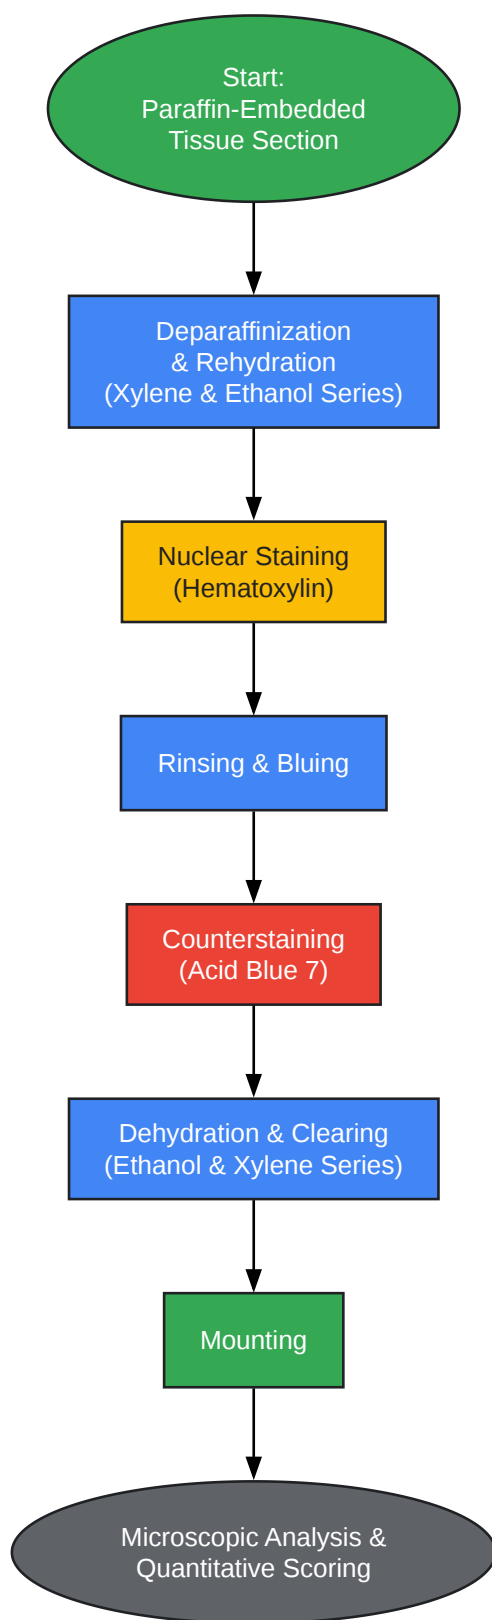 Start:
Paraffin-Embedded
Tissue Section
Deparaffinization
& Rehydration
(Xylene & Ethanol Series)
Nuclear Staining
(Hematoxylin)
Rinsing & Bluing
Counterstaining
(Acid Blue 7)
Dehydration & Clearing
(Ethanol & Xylene Series)
Mounting
Microscopic Analysis &
Quantitative Scoring